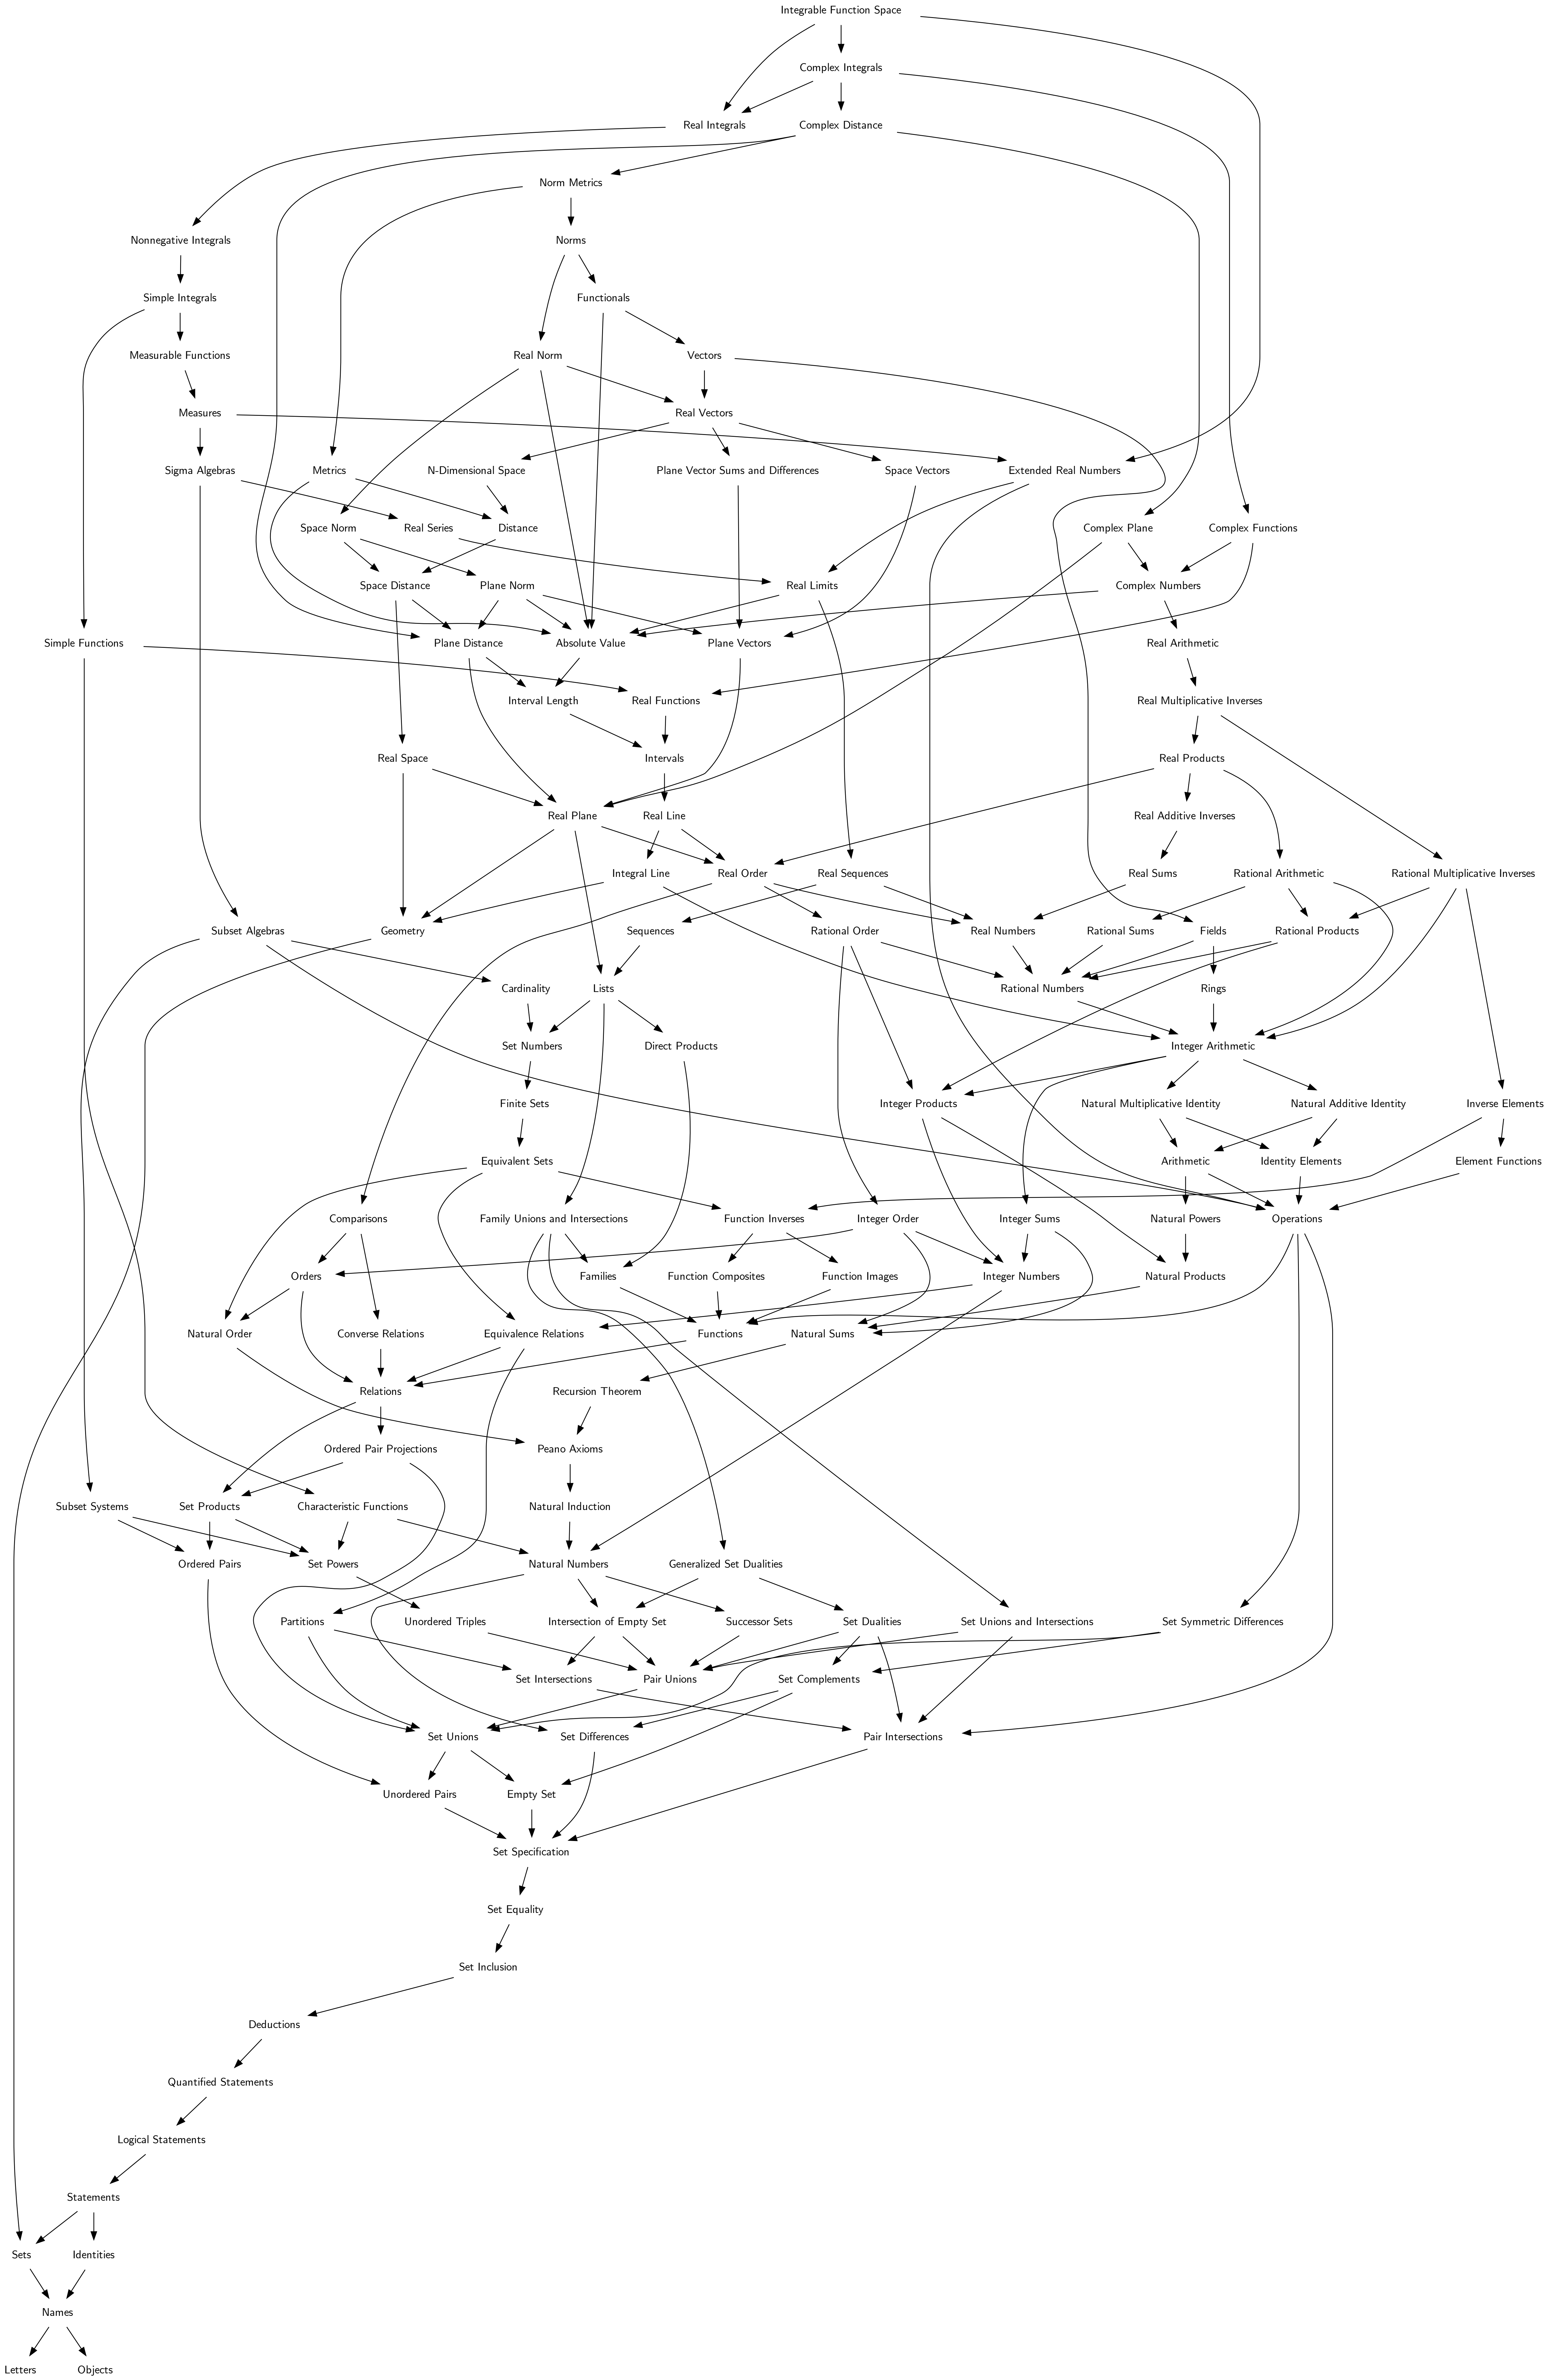 Integrable Function Space
Complex Integrals
Real Integrals
Complex Distance
Norm Metrics
Nonnegative Integrals
Norms
Simple Integrals
Functionals
Measurable Functions
Real Norm
Vectors
Measures
Real Vectors
Sigma Algebras
Metrics
N-Dimensional Space
Plane Vector Sums and Differences
Space Vectors
Extended Real Numbers
Space Norm
Real Series
Distance
Complex Plane
Complex Functions
Space Distance
Plane Norm
Real Limits
Complex Numbers
Simple Functions
Plane Distance
Absolute Value
Plane Vectors
Real Arithmetic
Interval Length
Real Functions
Real Multiplicative Inverses
Real Space
Intervals
Real Products
Real Plane
Real Line
Real Additive Inverses
Integral Line
Real Order
Real Sequences
Real Sums
Rational Arithmetic
Rational Multiplicative Inverses
Subset Algebras
Geometry
Sequences
Rational Order
Real Numbers
Rational Sums
Fields
Rational Products
Cardinality
Lists
Rational Numbers
Rings
Set Numbers
Direct Products
Integer Arithmetic
Finite Sets
Integer Products
Natural Multiplicative Identity
Natural Additive Identity
Inverse Elements
Equivalent Sets
Arithmetic
Identity Elements
Element Functions
Comparisons
Family Unions and Intersections
Function Inverses
Integer Order
Integer Sums
Natural Powers
Operations
Orders
Families
Function Composites
Function Images
Integer Numbers
Natural Products
Natural Order
Converse Relations
Equivalence Relations
Functions
Natural Sums
Relations
Recursion Theorem
Ordered Pair Projections
Peano Axioms
Subset Systems
Set Products
Characteristic Functions
Natural Induction
Ordered Pairs
Set Powers
Natural Numbers
Generalized Set Dualities
Partitions
Unordered Triples
Intersection of Empty Set
Successor Sets
Set Dualities
Set Unions and Intersections
Set Symmetric Differences
Set Intersections
Pair Unions
Set Complements
Set Unions
Set Differences
Pair Intersections
Unordered Pairs
Empty Set
Set Specification
Set Equality
Set Inclusion
Deductions
Quantified Statements
Logical Statements
Statements
Sets
Identities
Names
Letters
Objects